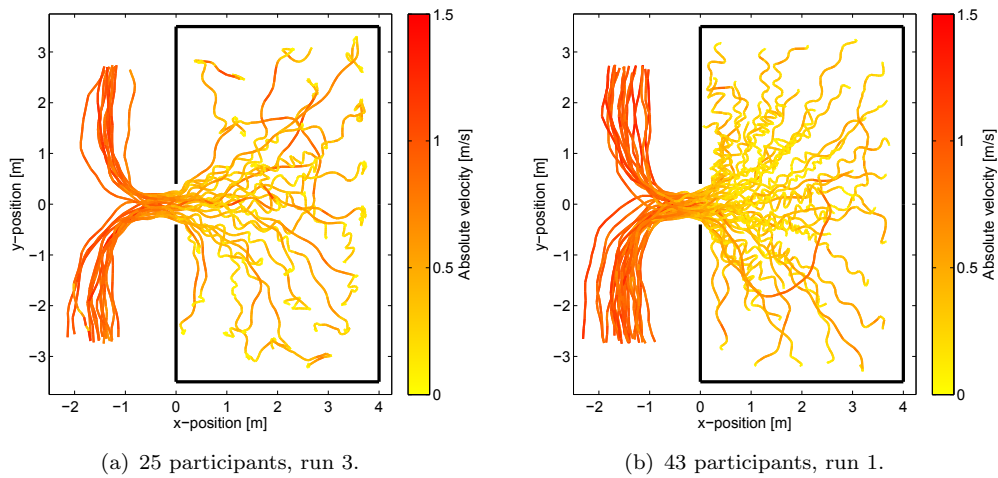 3
2
1
0
−1
−2
−3
y−position [m]
−2 −1 0 1 2 3 4
x−position [m]
1.5
1
0.5
0
Absolute velocity [m/s]
(a) 25 participants, run 3.
3
2
1
0
−1
−2
−3
y−position [m]
−2 −1 0 1 2 3 4
x−position [m]
1.5
1
0.5
0
Absolute velocity [m/s]
(b) 43 participants, run 1.